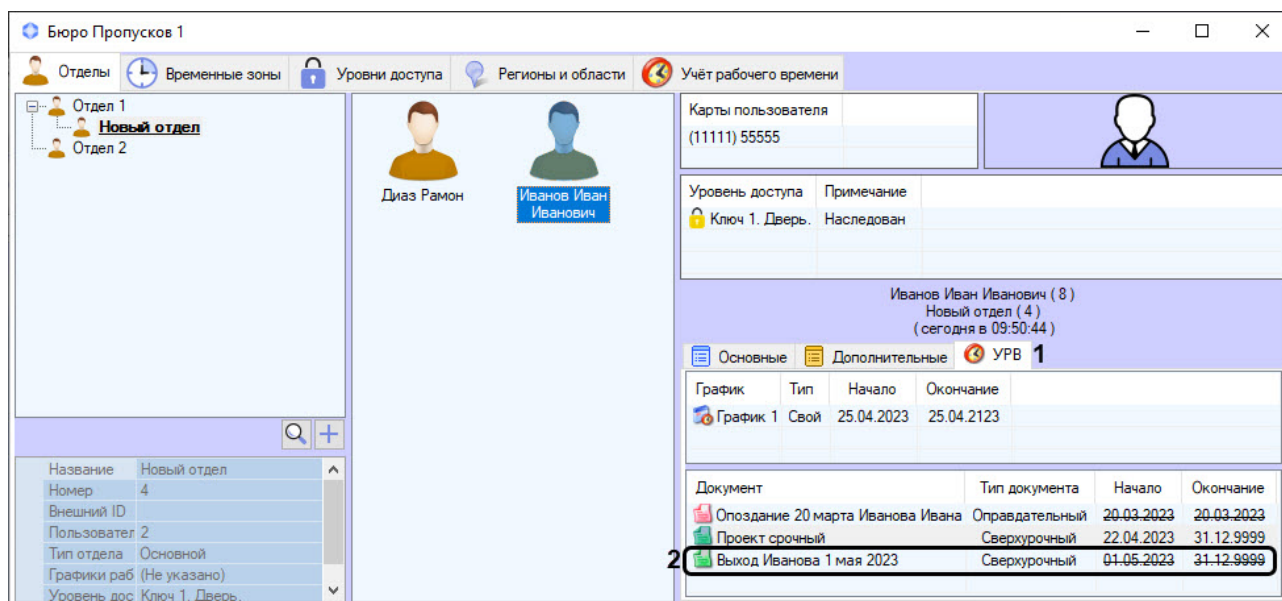 Бюро Пропусков 1
Отделы Временные зоны Уровни доступа Регионы и области Учёт рабочего времени
Отдел 1
Новый отдел
Отдел 2
Диаз Рамон
Иванов Иван
Иванович
Карты пользователя
(11111) 55555
Уровень доступа Примечание
Ключ 1. Дверь. Наследован
Иванов Иван Иванович ( 8 )
Новый отдел ( 4 )
( сегодня в 09:50:44 )
Основные Дополнительные УРВ 1
График Тип Начало Окончание
График 1 Свой 25.04.2023 25.04.2123
Документ Тип документа Начало Окончание
Опоздание 20 марта Иванова Ивана Оправдательный 20.03.2023 20.03.2023
Проект срочный Сверхурочный 22.04.2023 31.12.9999
2 Выход Иванова 1 мая 2023 Сверхурочный 01.05.2023 31.12.9999
Название Новый отдел
Номер 4
Внешний ID
Пользовател 2
Тип отдела Основной
Графики раб (Не указано)
Уровень дос Ключ 1. Дверь.